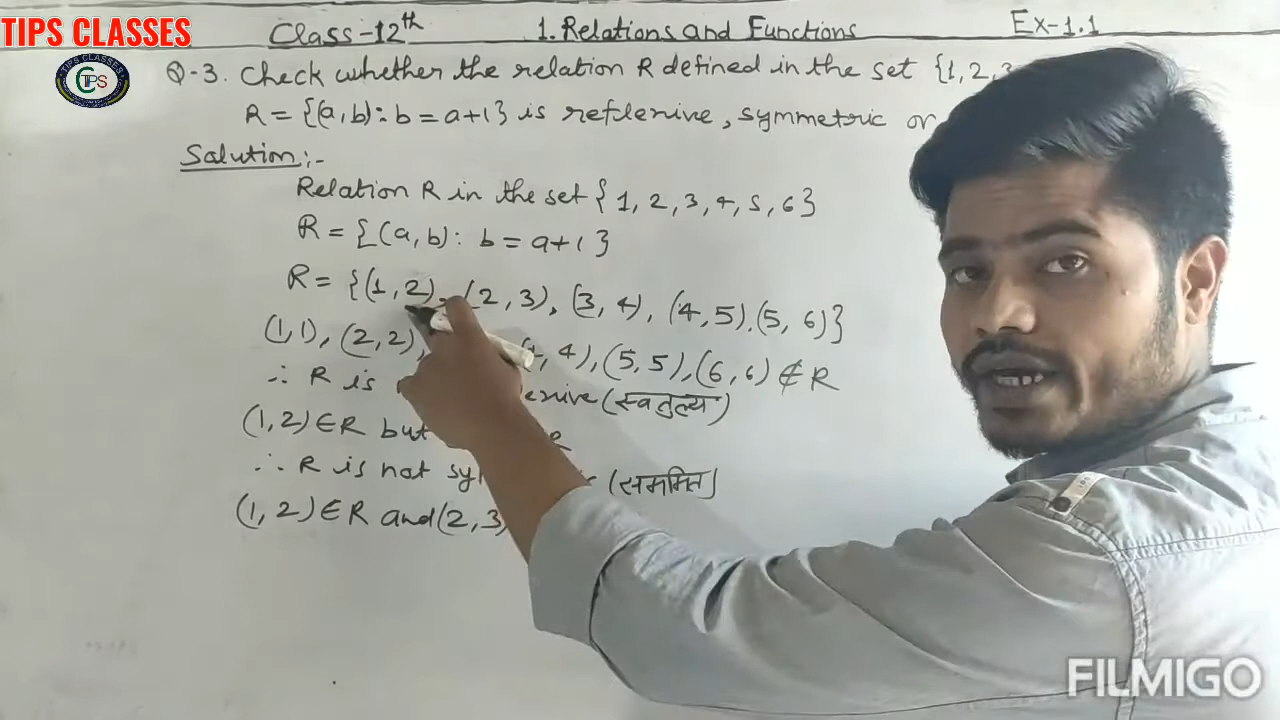 TIPS CLASSES
Class-12th 1. Relations and Functions Ex-1.1
TIPS CLASSES
TPS
Q-3. Check whether the relation R defined in the set {1,2,3
R = {(a,b): b = a+1} is reflexive, symmetric or
Solution:-
Relation R in the set {1, 2, 3, 4, 5, 6}
R = {(a, b): b = a+1}
R = {(1, 2), (2, 3), (3, 4), (4, 5), (5, 6)}
(1,1), (2, 2), , 4), (5, 5), (6, 6) ∉ R
∴ R is (स्वतुल्य)
(1, 2) ∈ R but
∴ R is not (सममित)
(1, 2) ∈ R and (2, 3)
FILMIGO